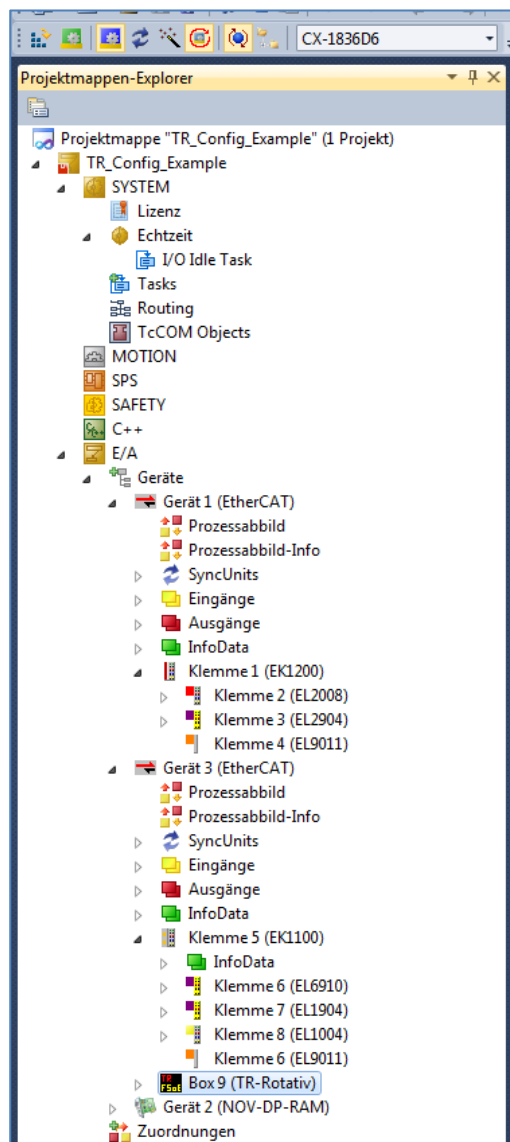 CX-1836D6
Projektmappen-Explorer
Projektmappe "TR_Config_Example" (1 Projekt)
TR_Config_Example
SYSTEM
Lizenz
Echtzeit
I/O Idle Task
Tasks
Routing
TcCOM Objects
MOTION
SPS
SAFETY
C++
E/A
Geräte
Gerät 1 (EtherCAT)
Prozessabbild
Prozessabbild-Info
SyncUnits
Eingänge
Ausgänge
InfoData
Klemme 1 (EK1200)
Klemme 2 (EL2008)
Klemme 3 (EL2904)
Klemme 4 (EL9011)
Gerät 3 (EtherCAT)
Prozessabbild
Prozessabbild-Info
SyncUnits
Eingänge
Ausgänge
InfoData
Klemme 5 (EK1100)
InfoData
Klemme 6 (EL6910)
Klemme 7 (EL1904)
Klemme 8 (EL1004)
Klemme 6 (EL9011)
TR FSoE Box 9 (TR-Rotativ)
Gerät 2 (NOV-DP-RAM)
Zuordnungen